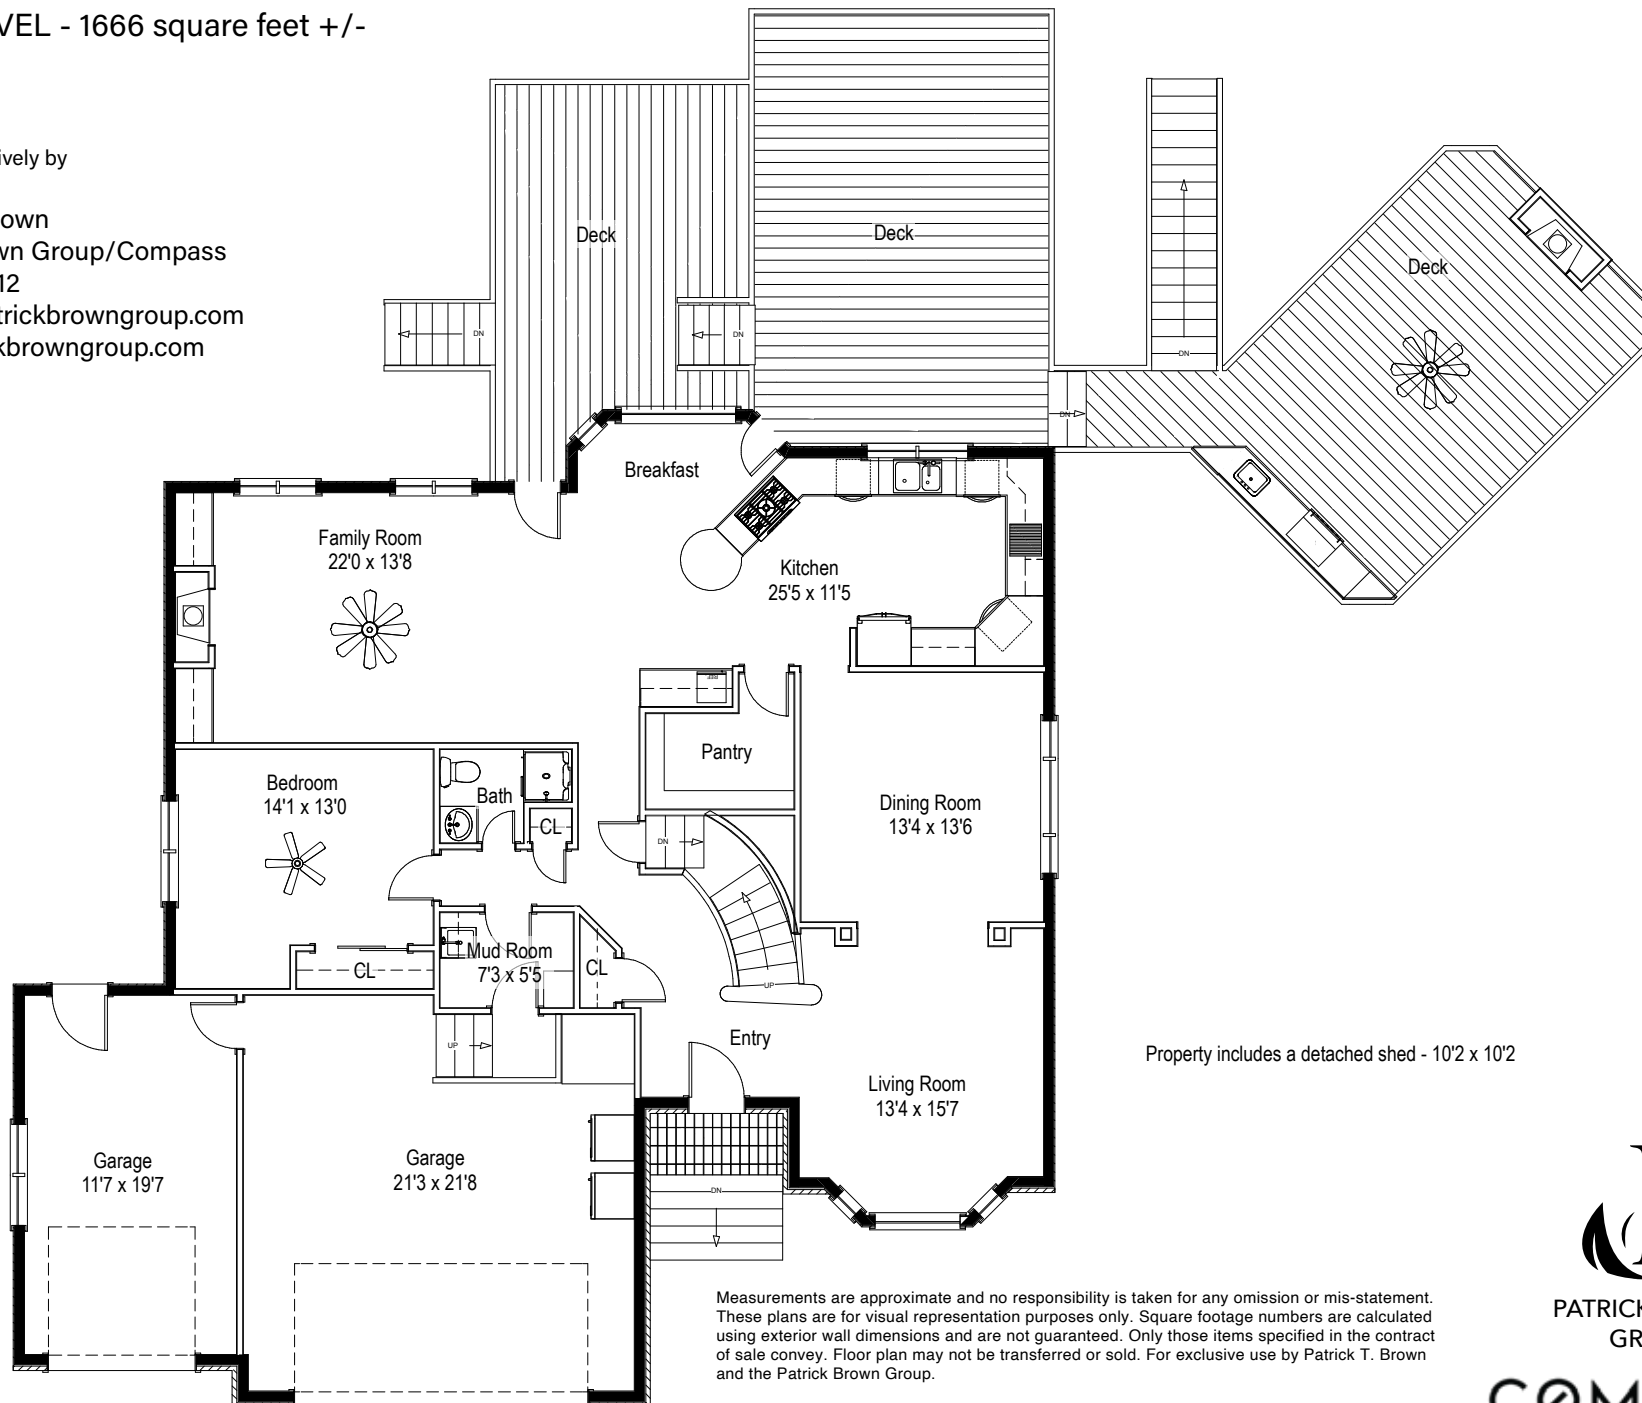 VEL - 1666 square feet +/-
ively by
own
wn Group/Compass
12
trickbrowngroup.com
kbrowngroup.com
Deck
Deck
Deck
DN
DN
DN
DN
Breakfast
Family Room
22'0 x 13'8
Kitchen
25'5 x 11'5
REF
Pantry
Bedroom
14'1 x 13'0
Bath
CL
DN
Dining Room
13'4 x 13'6
Mud Room
7'3 x 5'5
CL
CL
UP
UP
Entry
Property includes a detached shed - 10'2 x 10'2
Living Room
13'4 x 15'7
Garage
11'7 x 19'7
Garage
21'3 x 21'8
DN
Measurements are approximate and no responsibility is taken for any omission or mis-statement.
These plans are for visual representation purposes only. Square footage numbers are calculated
using exterior wall dimensions and are not guaranteed. Only those items specified in the contract
of sale convey. Floor plan may not be transferred or sold. For exclusive use by Patrick T. Brown
and the Patrick Brown Group.
PATRICK
GR
COM